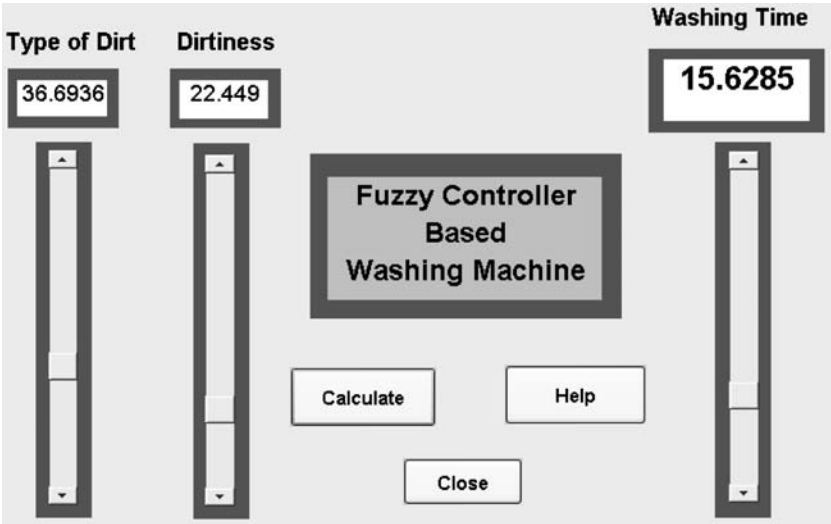 Washing Time
Type of Dirt
Dirtiness
36.6936
22.449
15.6285
Fuzzy Controller
Based
Washing Machine
Calculate
Help
Close